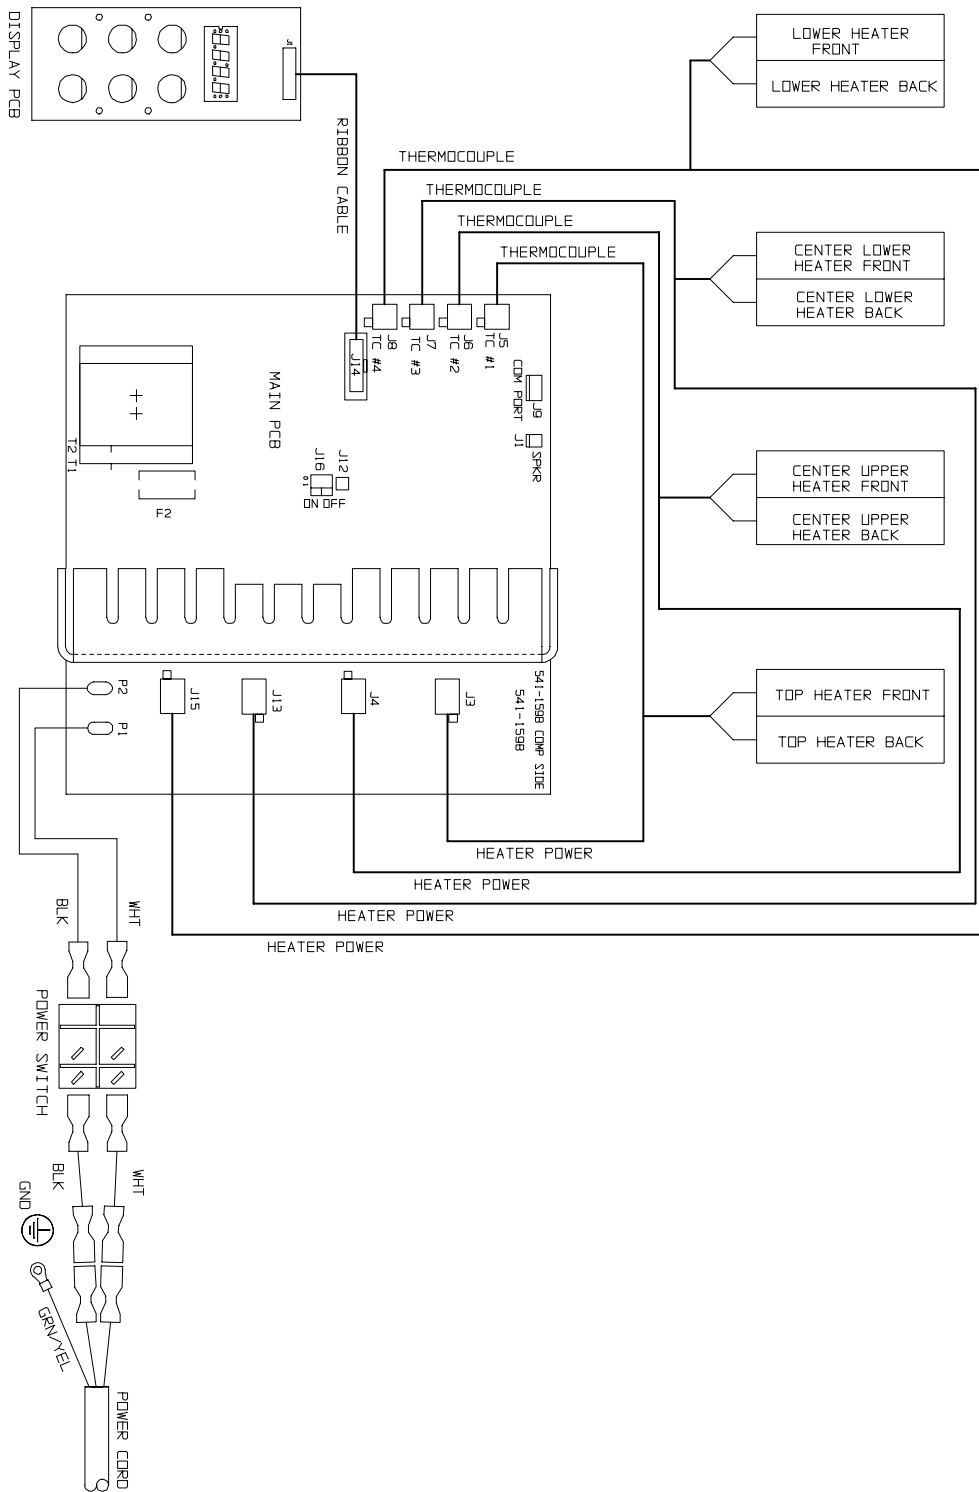 DISPLAY PCB
J1
RIBBON CABLE
THERMOCOUPLE
THERMOCOUPLE
THERMOCOUPLE
THERMOCOUPLE
LOWER HEATER
FRONT
LOWER HEATER BACK
CENTER LOWER
HEATER FRONT
CENTER LOWER
HEATER BACK
CENTER UPPER
HEATER FRONT
CENTER UPPER
HEATER BACK
TOP HEATER FRONT
TOP HEATER BACK
J8
TC #4
J7
TC #3
J6
TC #2
J5
TC #1
J14
J9
COM PORT
J1
SPKR
MAIN PCB
J12
J16
0 1
ON OFF
T2 T1
F2
P2
P1
J15
J13
J4
J3
541-159B COMP SIDE
541-159B
HEATER POWER
HEATER POWER
HEATER POWER
HEATER POWER
BLK
WHT
POWER SWITCH
BLK
WHT
GND
GRN/YEL
POWER CORD